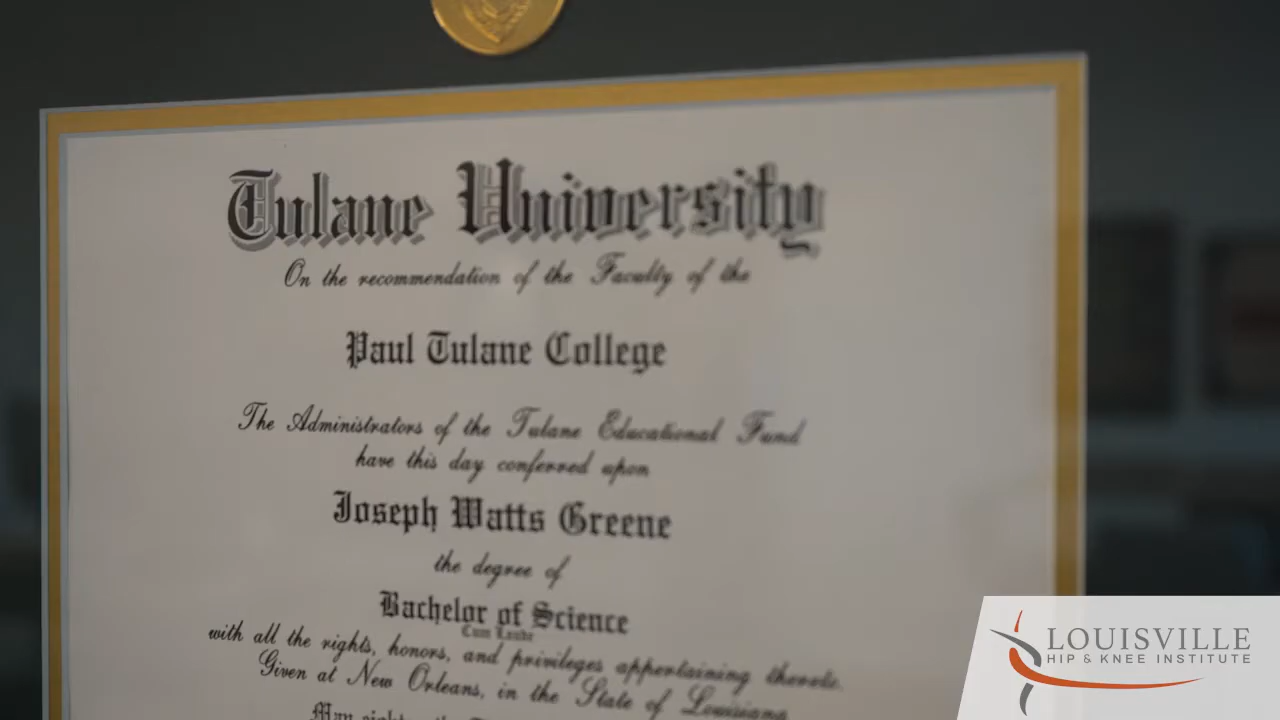 Tulane University
On the recommendation of the Faculty of the
Paul Tulane College
The Administrators of the Tulane Educational Fund
have this day conferred upon
Joseph Watts Greene
the degree of
Bachelor of Science
Cum Laude
with all the rights, honors, and privileges appertaining thereto.
Given at New Orleans, in the State of Louisiana
LOUISVILLE
HIP & KNEE INSTITUTE